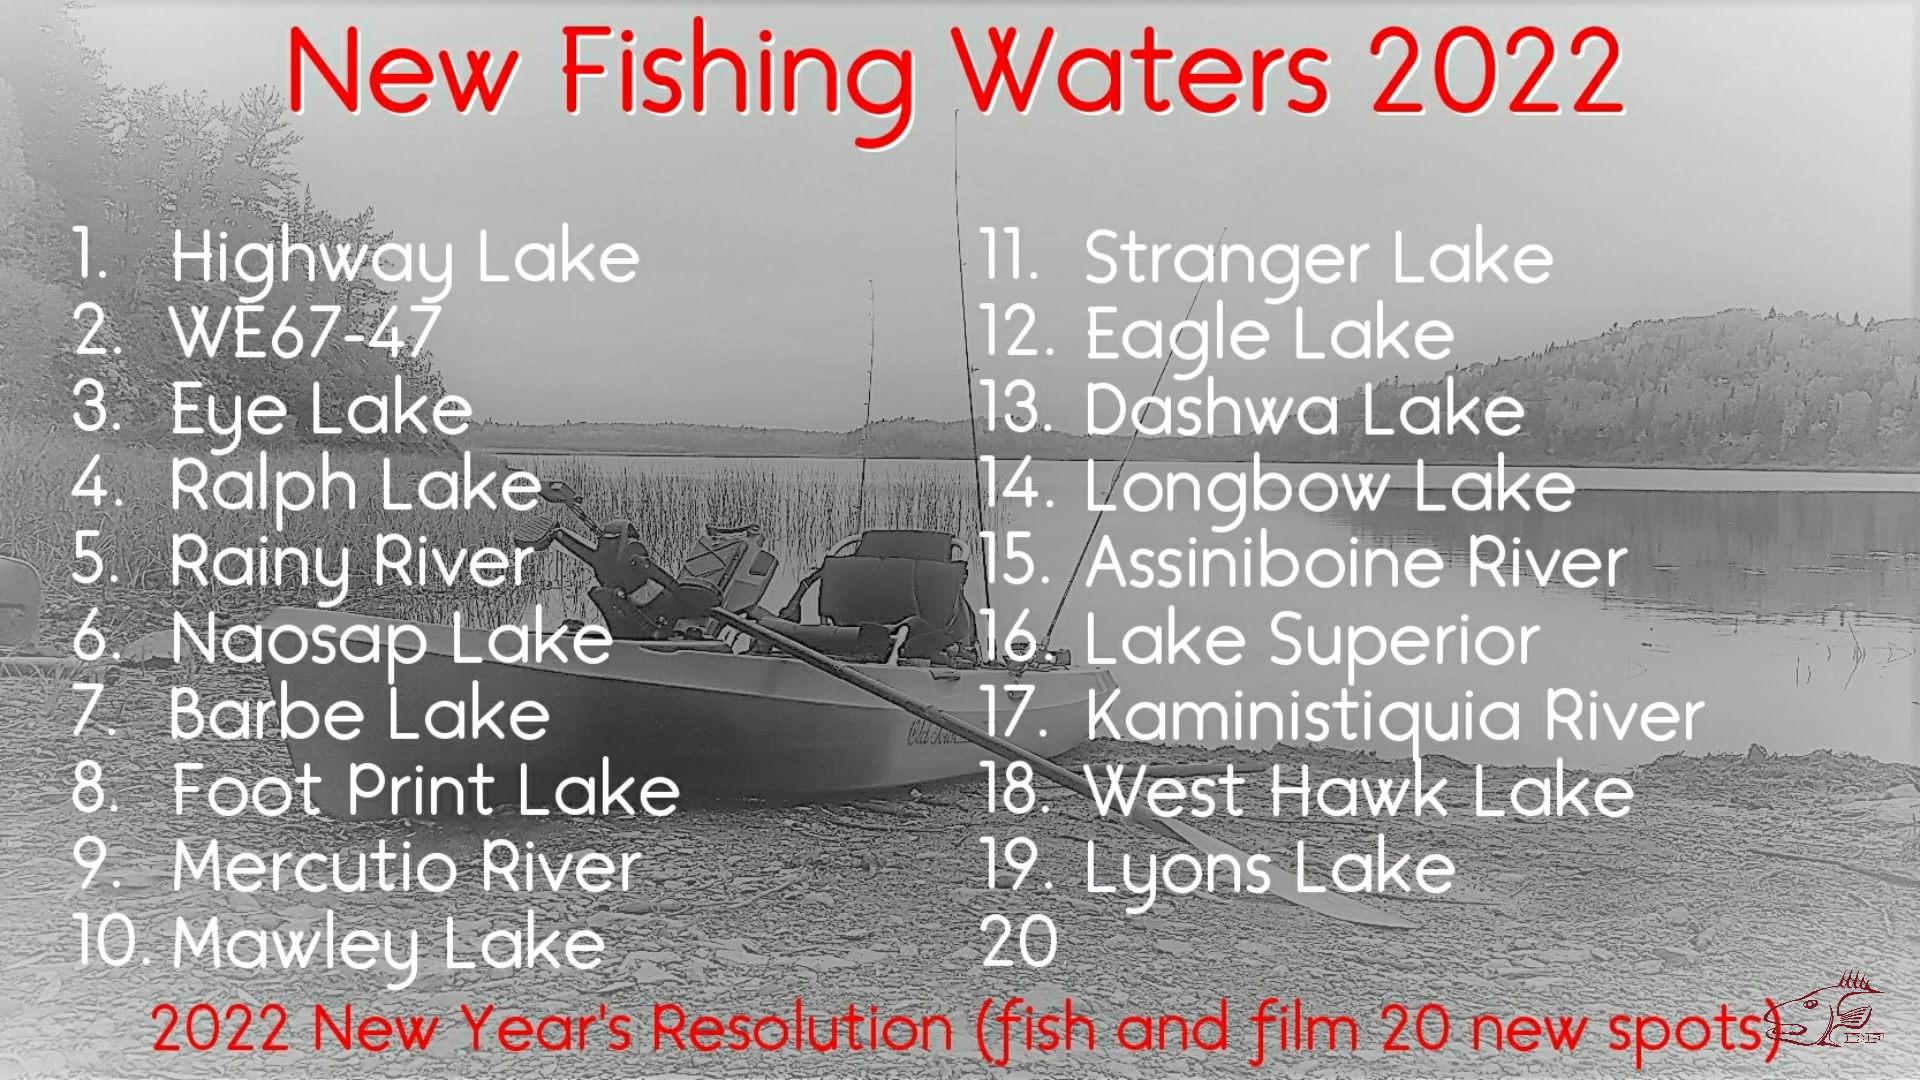 New Fishing Waters 2022
1. Highway Lake
2. WE67-47
3. Eye Lake
4. Ralph Lake
5. Rainy River
6. Naosap Lake
7. Barbe Lake
8. Foot Print Lake
9. Mercutio River
10. Mawley Lake
11. Stranger Lake
12. Eagle Lake
13. Dashwa Lake
14. Longbow Lake
15. Assiniboine River
16. Lake Superior
17. Kaministiquia River
18. West Hawk Lake
19. Lyons Lake
20
Old Town
2022 New Year's Resolution (fish and film 20 new spots)